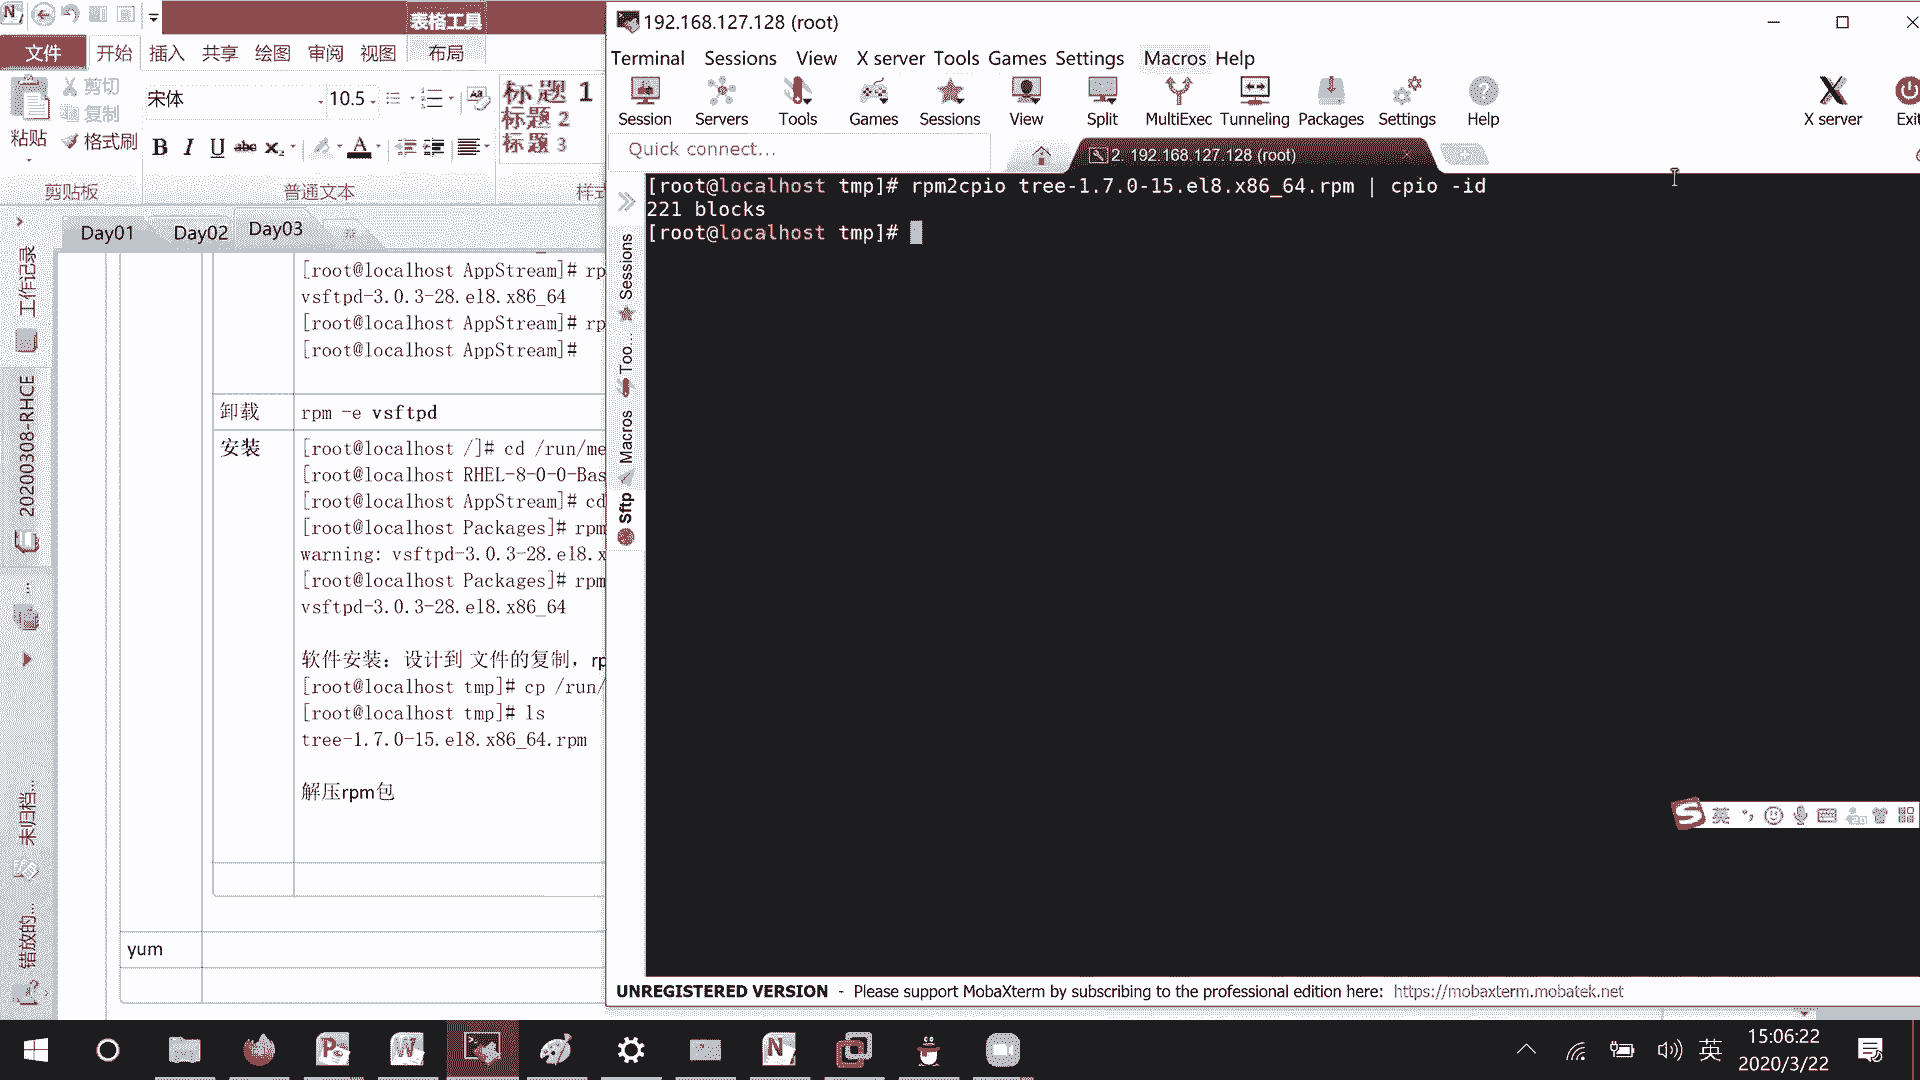 表格工具
文件 开始 插入 共享 绘图 审阅 视图 布局
剪切
复制
粘贴 格式刷
剪贴板
宋体 10.5
B I U abc
普通文本
标题 1
标题 2
标题 3
样式
Day01 Day02 Day03
工作记录
20200308-RHCE
...
未归档...
错放的...
[root@localhost AppStream]# rp
vsftpd-3.0.3-28.el8.x86_64
[root@localhost AppStream]# rp
[root@localhost AppStream]#
卸载 rpm -e vsftpd
安装 [root@localhost /]# cd /run/me
[root@localhost RHEL-8-0-0-Bas
[root@localhost AppStream]# cd
[root@localhost Packages]# rpm
warning: vsftpd-3.0.3-28.el8.x
[root@localhost Packages]# rpm
vsftpd-3.0.3-28.el8.x86_64
软件安装：设计到 文件的复制，rp
[root@localhost tmp]# cp /run/
[root@localhost tmp]# ls
tree-1.7.0-15.el8.x86_64.rpm
解压rpm包
yum
192.168.127.128 (root)
Terminal Sessions View X server Tools Games Settings Macros Help
Session Servers Tools Games Sessions View Split MultiExec Tunneling Packages Settings Help X server Exit
Quick connect...
2. 192.168.127.128 (root)
Sessions
Too...
Macros
Sftp
[root@localhost tmp]# rpm2cpio tree-1.7.0-15.el8.x86_64.rpm | cpio -id
221 blocks
[root@localhost tmp]#
英
UNREGISTERED VERSION - Please support MobaXterm by subscribing to the professional edition here: https://mobaxterm.mobatek.net
英
15:06:22
2020/3/22